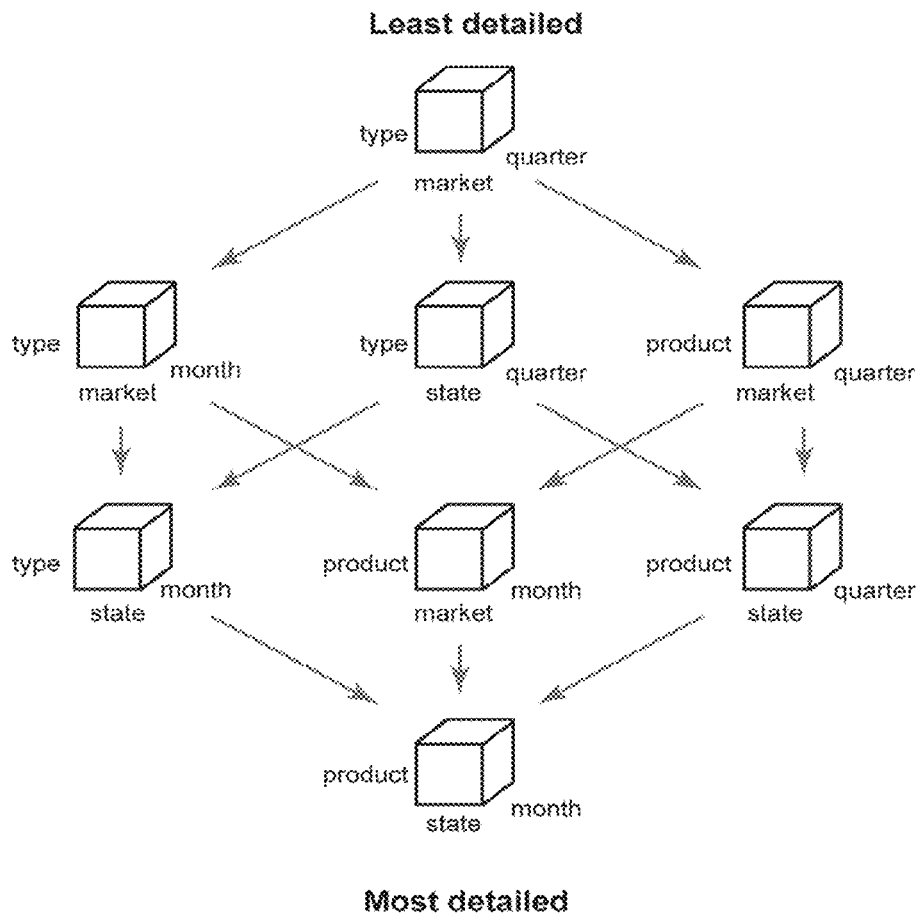 Least detailed
type
quarter
market
type
month
market
type
quarter
state
product
quarter
market
type
month
state
product
month
market
product
quarter
state
product
month
state
Most detailed